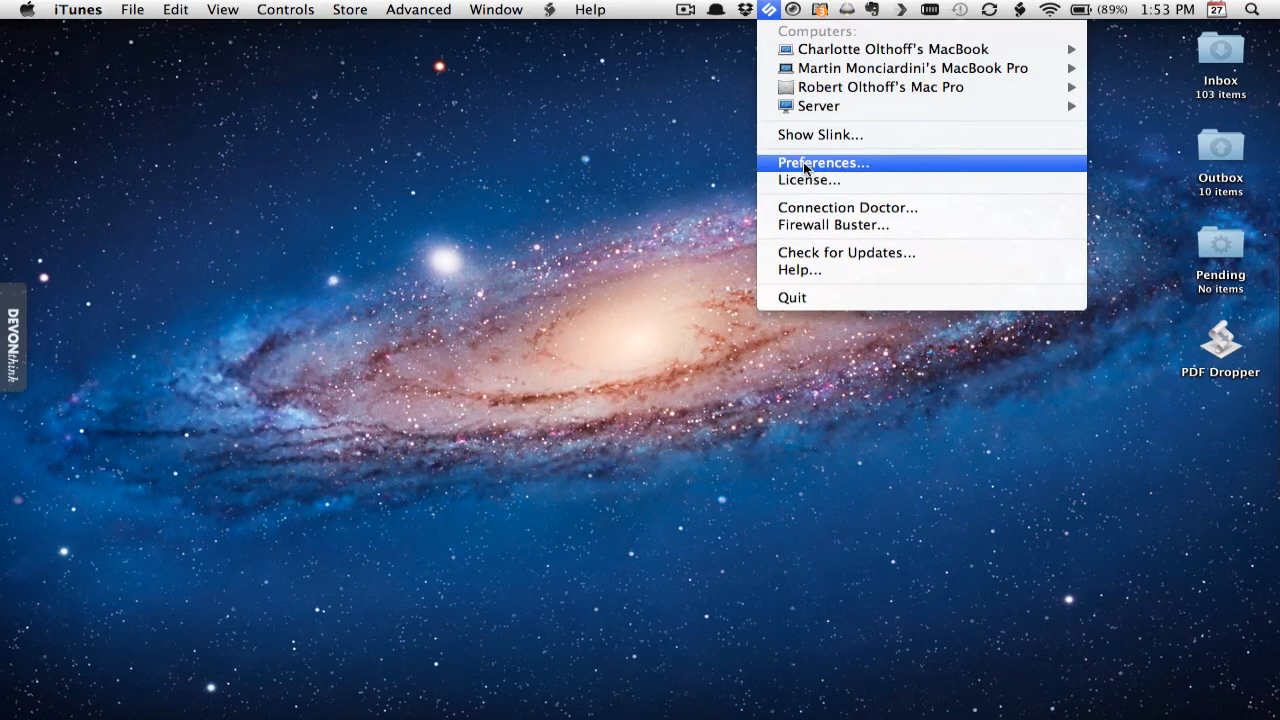 iTunes File Edit View Controls Store Advanced Window Help (89%) 1:53 PM 27
Computers:
Charlotte Olthoff's MacBook
Martin Monciardini's MacBook Pro
Robert Olthoff's Mac Pro
Server
Show Slink...
Preferences...
License...
Connection Doctor...
Firewall Buster...
Check for Updates...
Help...
Quit
Inbox
103 items
Outbox
10 items
Pending
No items
PDF Dropper
DEVONthink